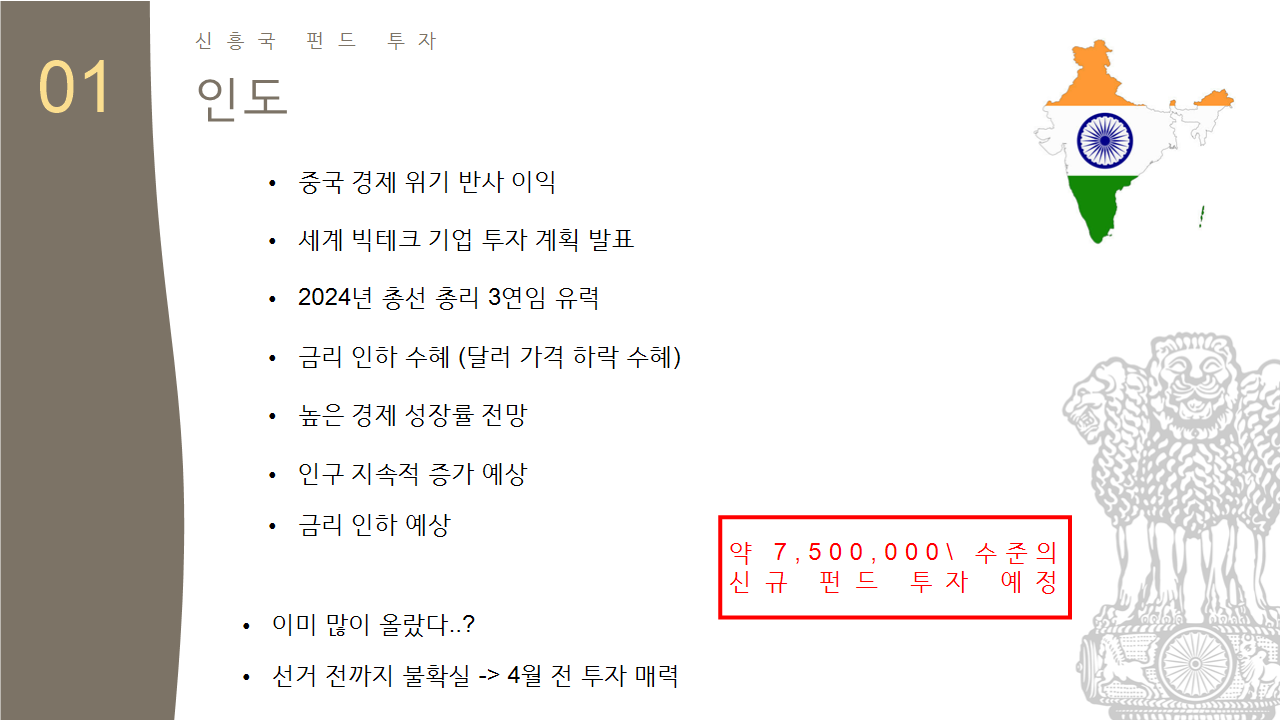 01
신흥국 펀드 투자
인도
• 중국 경제 위기 반사 이익
• 세계 빅테크 기업 투자 계획 발표
• 2024년 총선 총리 3연임 유력
• 금리 인하 수혜 (달러 가격 하락 수혜)
• 높은 경제 성장률 전망
• 인구 지속적 증가 예상
• 금리 인하 예상
약 7,500,000\ 수준의
신규 펀드 투자 예정
• 이미 많이 올랐다..?
• 선거 전까지 불확실 -> 4월 전 투자 매력